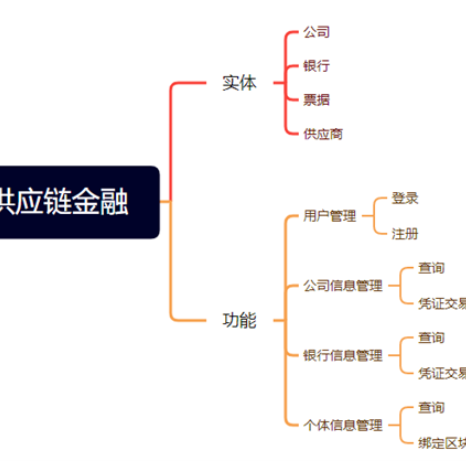 供应链金融
实体
公司
银行
票据
供应商
功能
用户管理
登录
注册
公司信息管理
查询
凭证交易
银行信息管理
查询
凭证交易
个体信息管理
查询
绑定区块